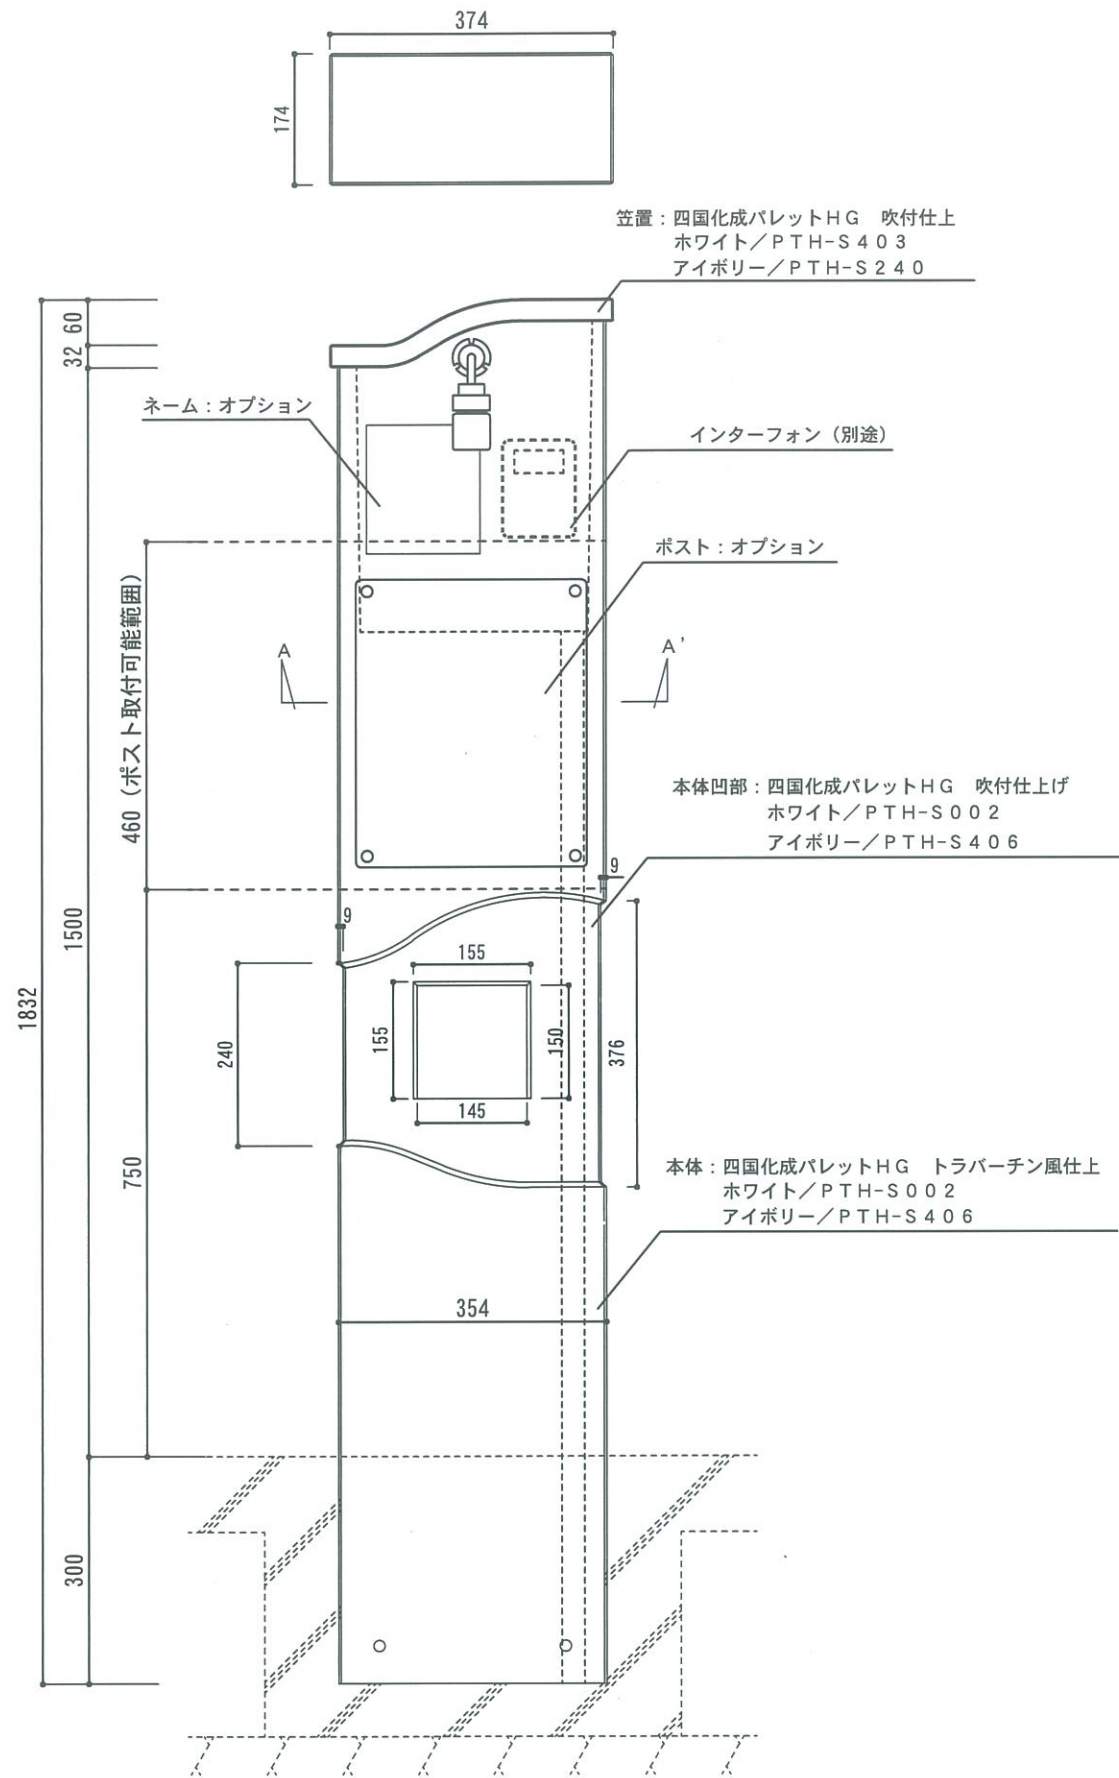 374
174
笠置：四国化成パレットＨＧ　吹付仕上
ホワイト／ＰＴＨ－Ｓ４０３
アイボリー／ＰＴＨ－Ｓ２４０
60
32
ネーム：オプション
インターフォン（別途）
ポスト：オプション
460（ポスト取付可能範囲）
A
A'
本体凹部：四国化成パレットＨＧ　吹付仕上げ
ホワイト／ＰＴＨ－Ｓ００２
アイボリー／ＰＴＨ－Ｓ４０６
9
9
1500
1832
155
155
150
145
240
376
750
本体：四国化成パレットＨＧ　トラバーチン風仕上
ホワイト／ＰＴＨ－Ｓ００２
アイボリー／ＰＴＨ－Ｓ４０６
354
300